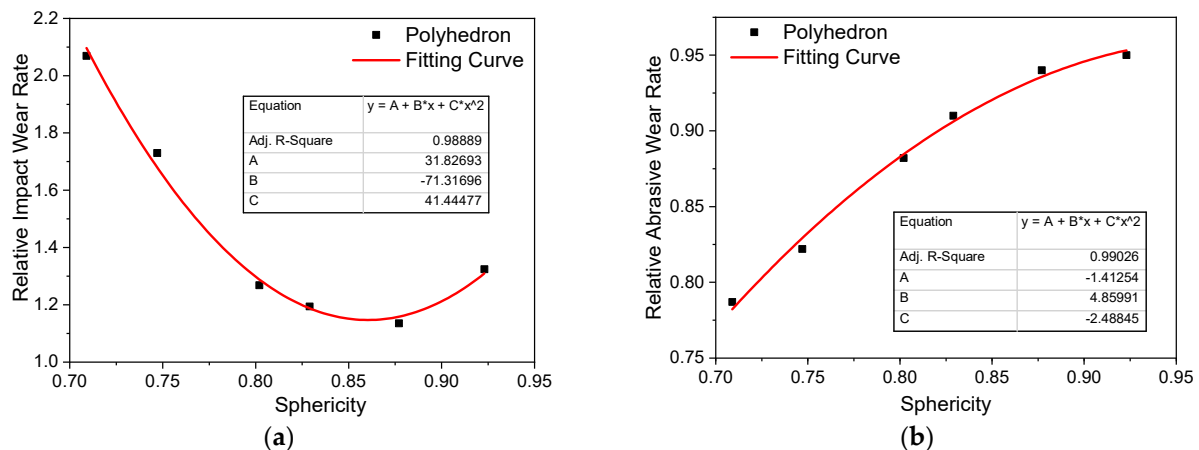 2.2
2.0
1.8
1.6
1.4
1.2
1.0
Relative Impact Wear Rate
Polyhedron
Fitting Curve
Equation y = A + B*x + C*x^2
Adj. R-Square 0.98889
A 31.82693
B -71.31696
C 41.44477
0.70 0.75 0.80 0.85 0.90 0.95
Sphericity
(a)
0.95
0.90
0.85
0.80
0.75
Relative Abrasive Wear Rate
Polyhedron
Fitting Curve
Equation y = A + B*x + C*x^2
Adj. R-Square 0.99026
A -1.41254
B 4.85991
C -2.48845
0.70 0.75 0.80 0.85 0.90 0.95
Sphericity
(b)